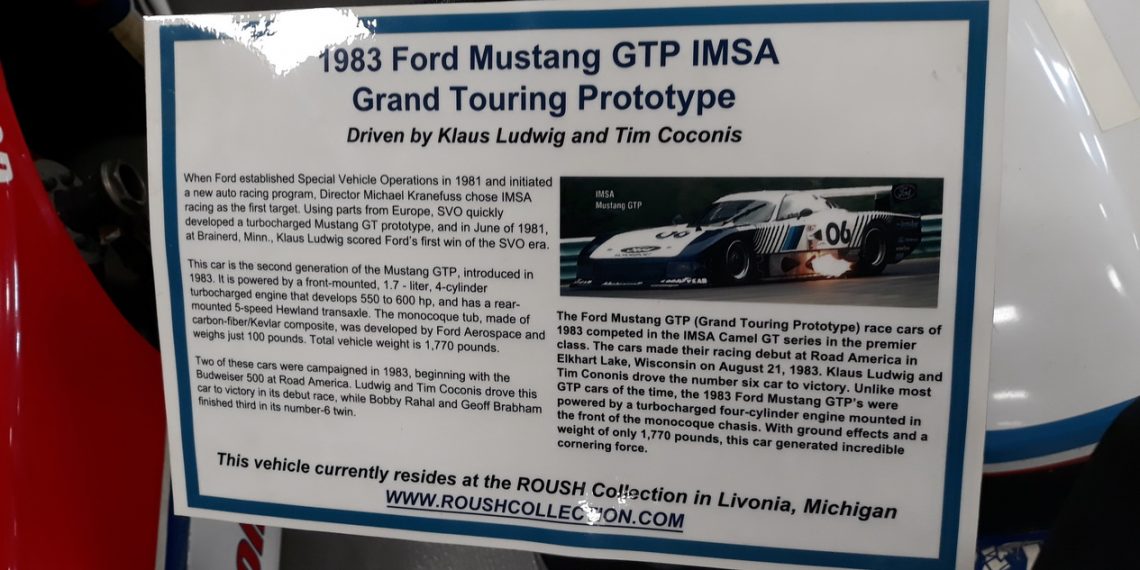 1983 Ford Mustang GTP IMSA
Grand Touring Prototype
Driven by Klaus Ludwig and Tim Coconis
When Ford established Special Vehicle Operations in 1981 and initiated
a new auto racing program, Director Michael Kranefuss chose IMSA
racing as the first target. Using parts from Europe, SVO quickly
developed a turbocharged Mustang GT prototype, and in June of 1981,
at Brainerd, Minn., Klaus Ludwig scored Ford's first win of the SVO era.
This car is the second generation of the Mustang GTP, introduced in
1983. It is powered by a front-mounted, 1.7 - liter, 4-cylinder
turbocharged engine that develops 550 to 600 hp, and has a rear-
mounted 5-speed Hewland transaxle. The monocoque tub, made of
carbon-fiber/Kevlar composite, was developed by Ford Aerospace and
weighs just 100 pounds. Total vehicle weight is 1,770 pounds.
Two of these cars were campaigned in 1983, beginning with the
Budweiser 500 at Road America. Ludwig and Tim Coconis drove this
car to victory in its debut race, while Bobby Rahal and Geoff Brabham
finished third in its number-6 twin.
IMSA
Mustang GTP
Ford
Ford
06
06
GOODYEAR
The Ford Mustang GTP (Grand Touring Prototype) race cars of
1983 competed in the IMSA Camel GT series in the premier
class. The cars made their racing debut at Road America in
Elkhart Lake, Wisconsin on August 21, 1983. Klaus Ludwig and
Tim Cononis drove the number six car to victory. Unlike most
GTP cars of the time, the 1983 Ford Mustang GTP's were
powered by a turbocharged four-cylinder engine mounted in
the front of the monocoque chasis. With ground effects and a
weight of only 1,770 pounds, this car generated incredible
cornering force.
This vehicle currently resides at the ROUSH Collection in Livonia, Michigan
WWW.ROUSHCOLLECTION.COM